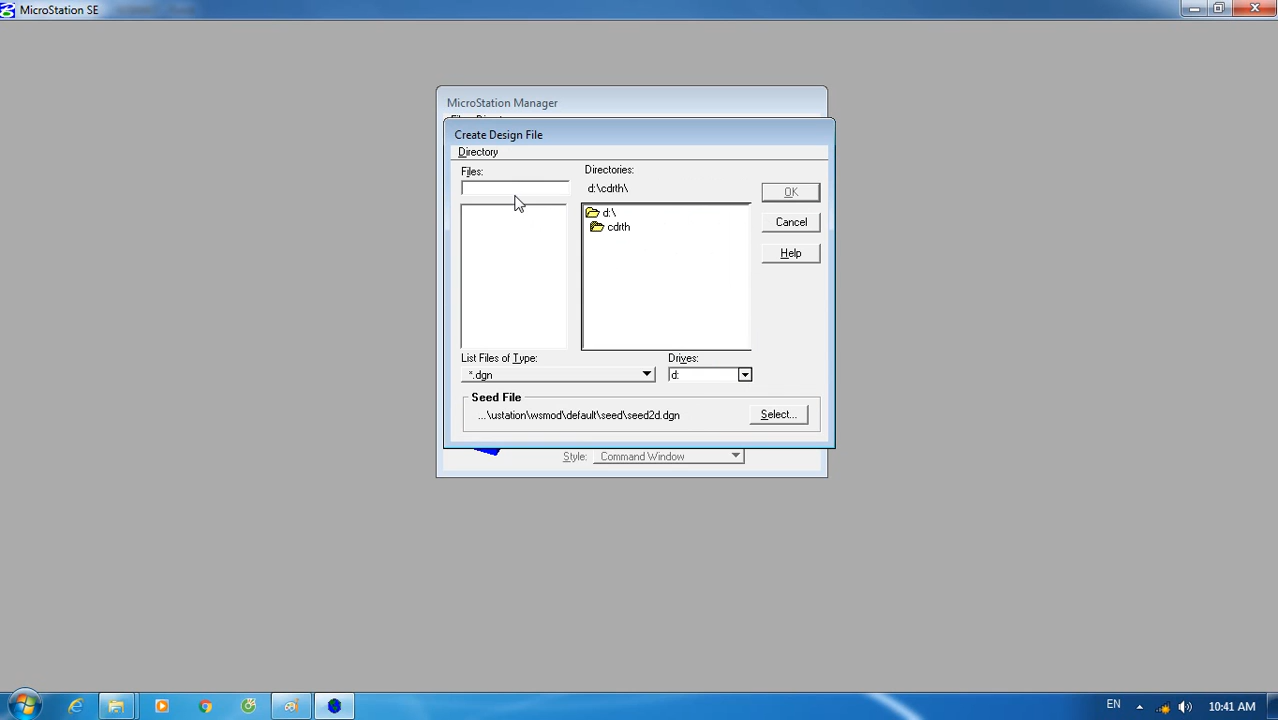 MicroStation SE
MicroStation Manager
Create Design File
Directory
Files:
Directories:
d:\cdrth\
OK
d:\
cdrth
Cancel
Help
List Files of Type:
*.dgn
Drives:
d:
Seed File
...\ustation\wsmod\default\seed\seed2d.dgn
Select...
Style: Command Window
EN
10:41 AM